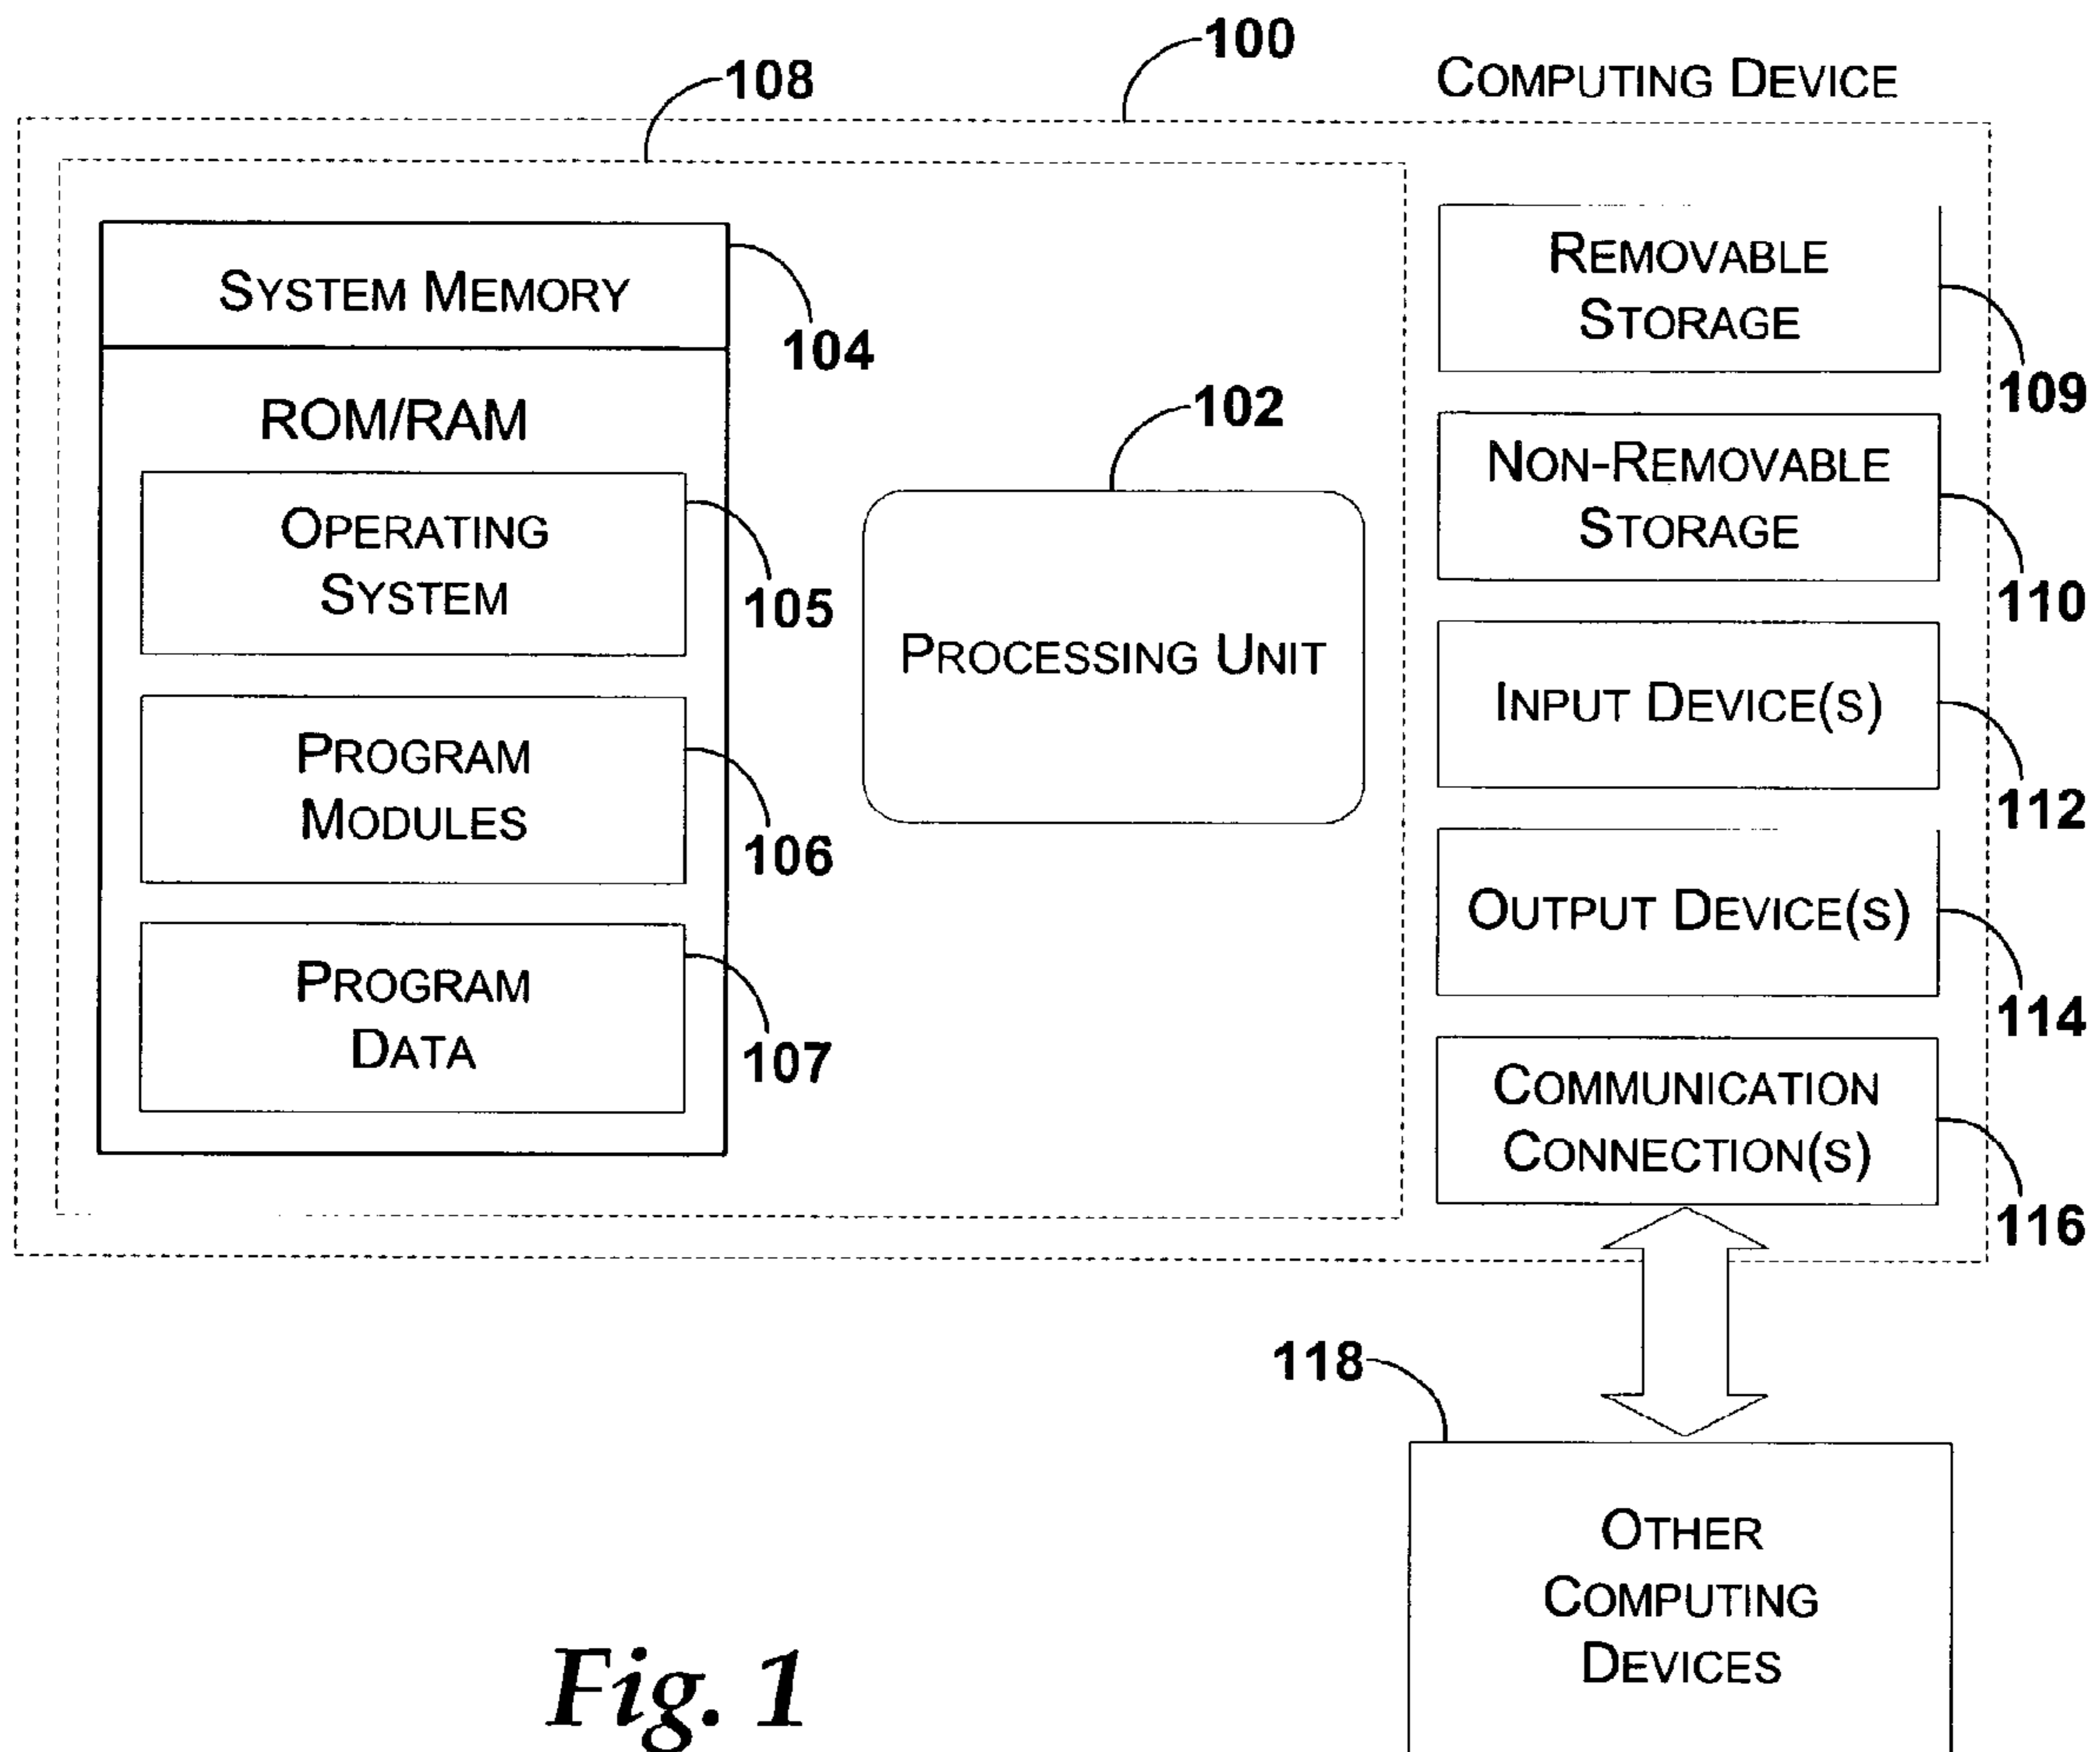 100
COMPUTING DEVICE
108
SYSTEM MEMORY
104
ROM/RAM
OPERATING
SYSTEM
105
PROGRAM
MODULES
106
PROGRAM
DATA
107
102
PROCESSING UNIT
REMOVABLE
STORAGE
109
NON-REMOVABLE
STORAGE
110
INPUT DEVICE(S)
112
OUTPUT DEVICE(S)
114
COMMUNICATION
CONNECTION(S)
116
118
OTHER
COMPUTING
DEVICES
Fig. 1